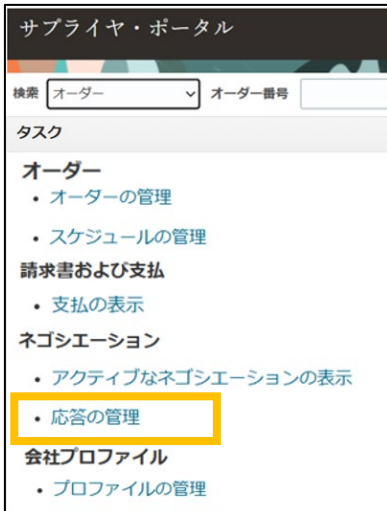 サプライヤ・ポータル
検索 オーダー オーダー番号
タスク
オーダー
・オーダーの管理
・スケジュールの管理
請求書および支払
・支払の表示
ネゴシエーション
・アクティブなネゴシエーションの表示
・応答の管理
会社プロファイル
・プロファイルの管理